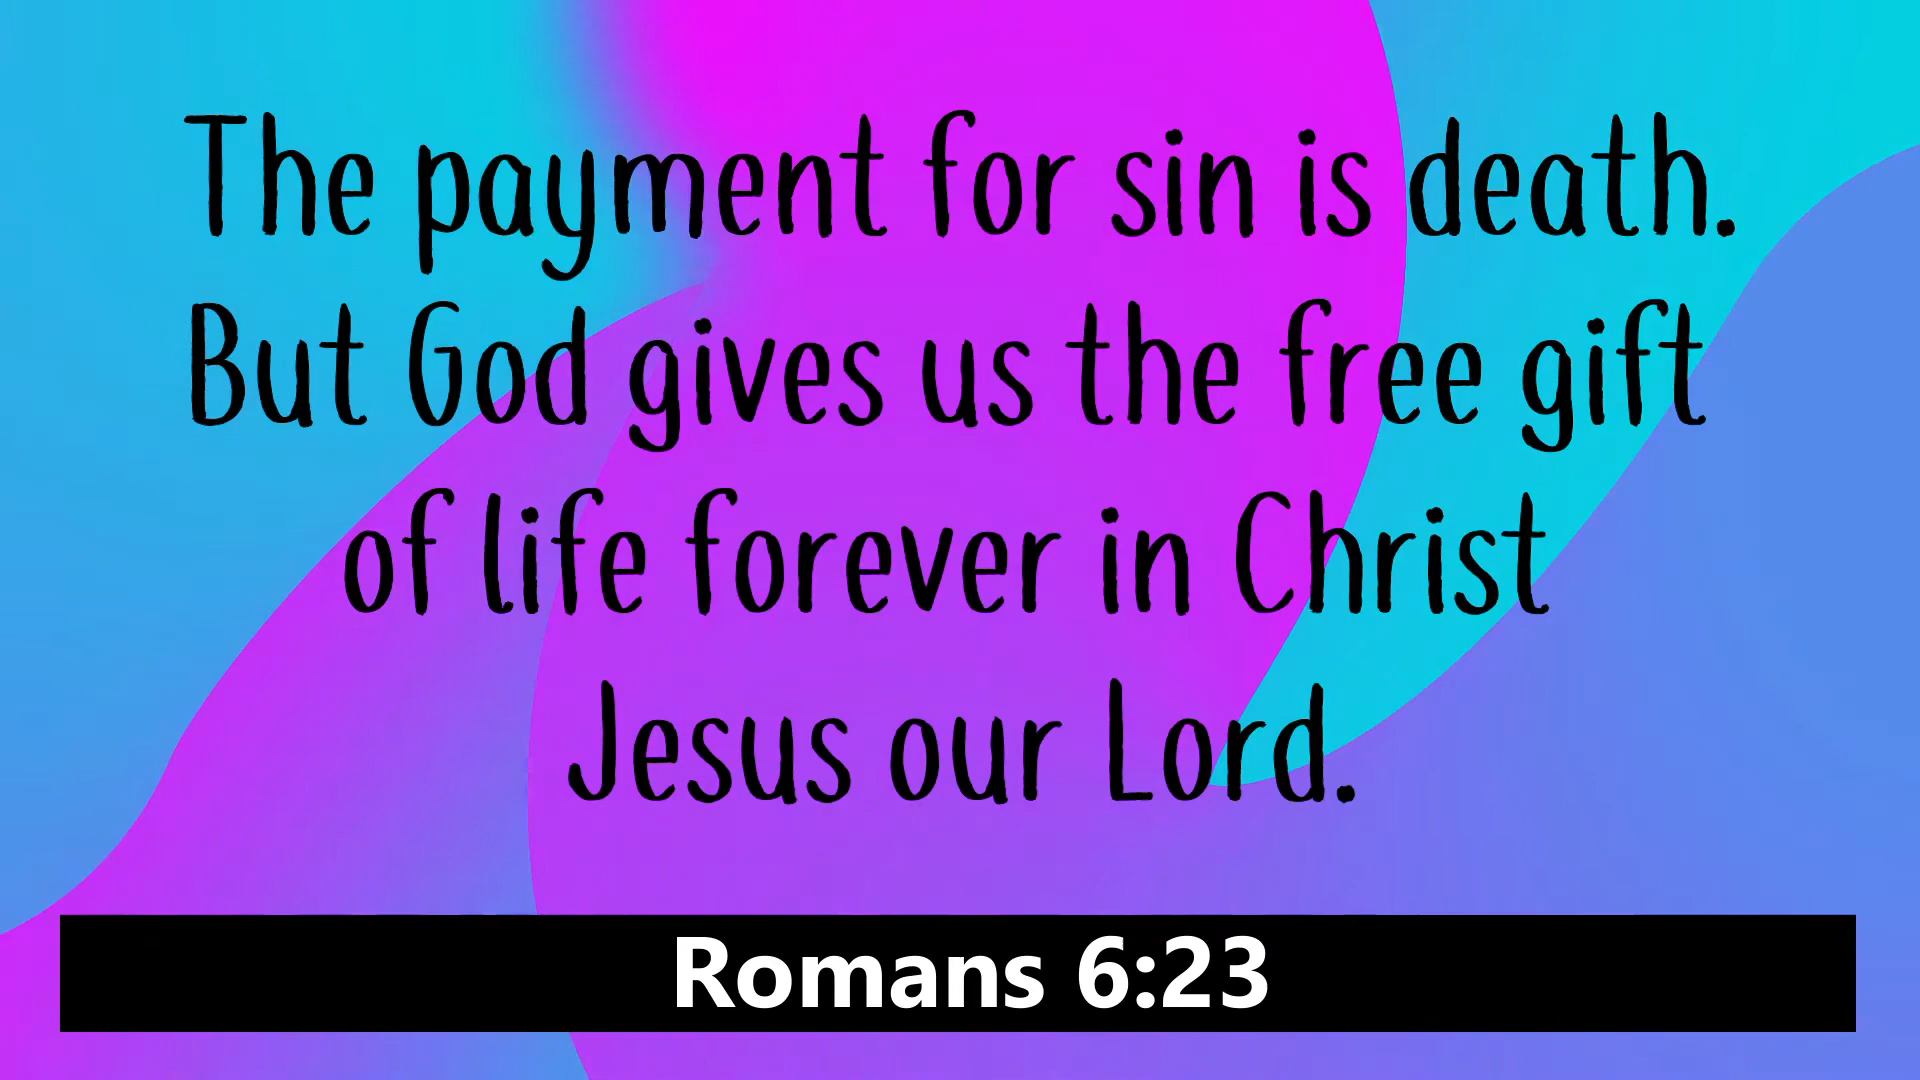 The payment for sin is death.
But God gives us the free gift
of life forever in Christ
Jesus our Lord.
Romans 6:23